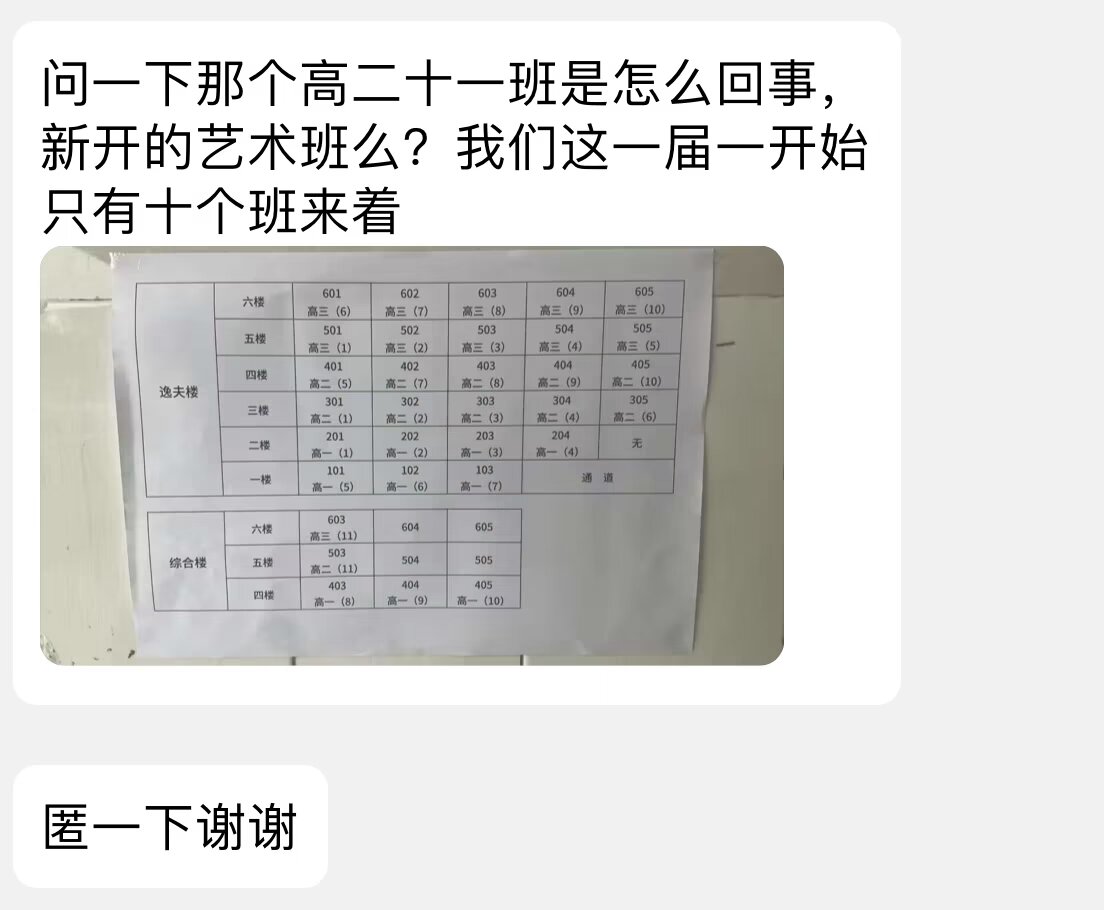 问一下那个高二十一班是怎么回事，
新开的艺术班么？我们这一届一开始
只有十个班来着
逸夫楼
六楼 601 602 603 604 605
高三（6） 高三（7） 高三（8） 高三（9） 高三（10）
五楼 501 502 503 504 505
高三（1） 高三（2） 高三（3） 高三（4） 高三（5）
四楼 401 402 403 404 405
高二（5） 高二（7） 高二（8） 高二（9） 高二（10）
三楼 301 302 303 304 305
高二（1） 高二（2） 高二（3） 高二（4） 高二（6）
二楼 201 202 203 204 无
高一（1） 高一（2） 高一（3） 高一（4）
一楼 101 102 103 通 道
高一（5） 高一（6） 高一（7）
综合楼
六楼 603 604 605
高三（11）
五楼 503 504 505
高二（11）
四楼 403 404 405
高一（8） 高一（9） 高一（10）
匿一下谢谢